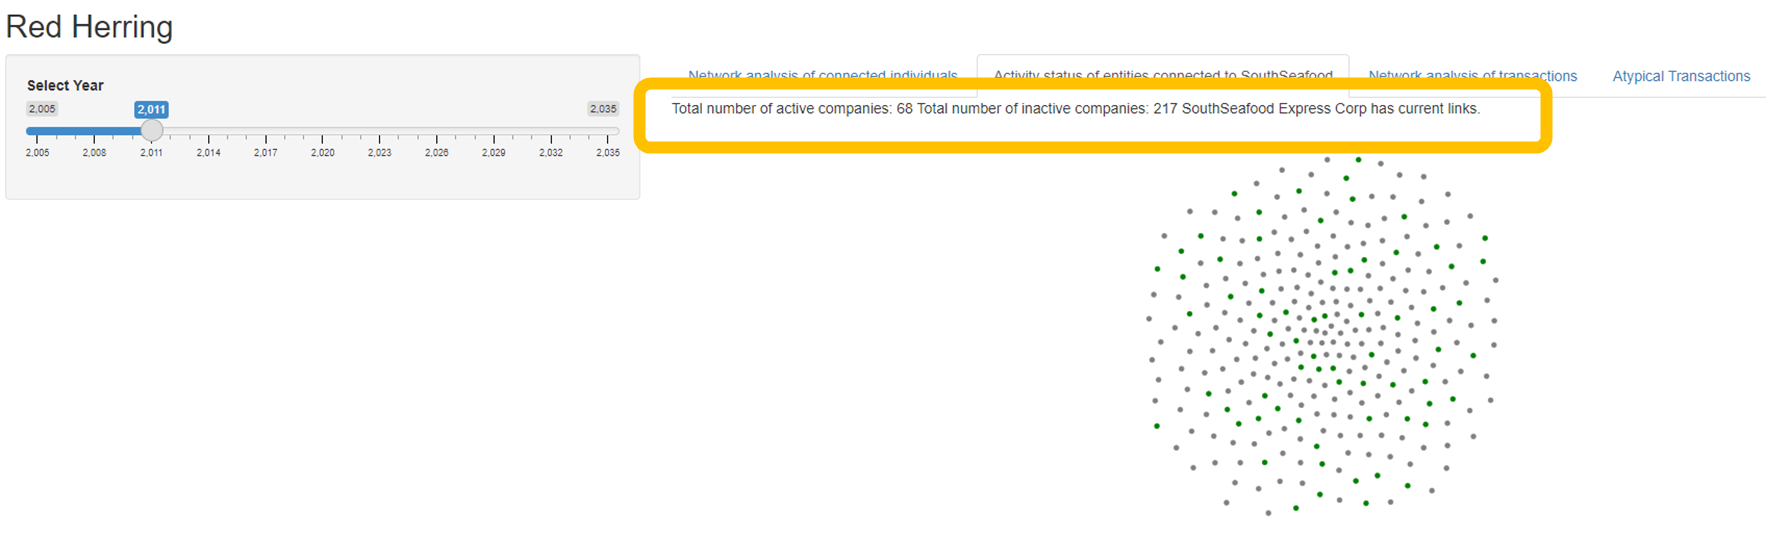 Red Herring
Select Year
2,005 2,011 2,035
2,005 2,008 2,011 2,014 2,017 2,020 2,023 2,026 2,029 2,032 2,035
Network analysis of connected individuals Activity status of entities connected to SouthSeafood Network analysis of transactions Atypical Transactions
Total number of active companies: 68 Total number of inactive companies: 217 SouthSeafood Express Corp has current links.